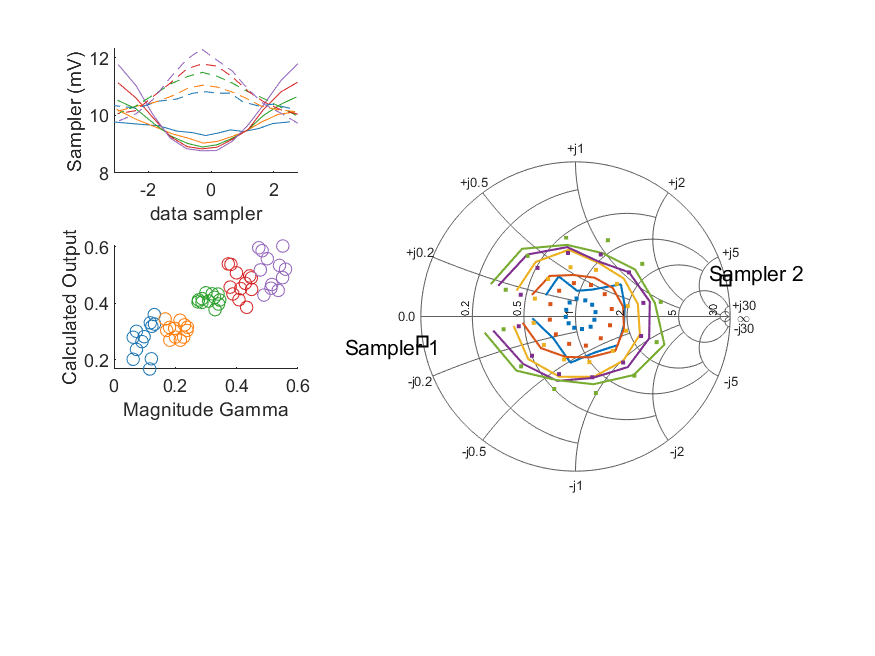 Sampler (mV)
12
10
8
-2
0
2
data sampler
Calculated Output
0.6
0.4
0.2
0
0.2
0.4
0.6
Magnitude Gamma
+j1
+j0.5
+j2
+j0.2
+j5
Sampler 2
0.0
0.2
0.5
1
2
5
30
+j30
∞
-j30
Sampler 1
-j0.2
-j5
-j0.5
-j2
-j1